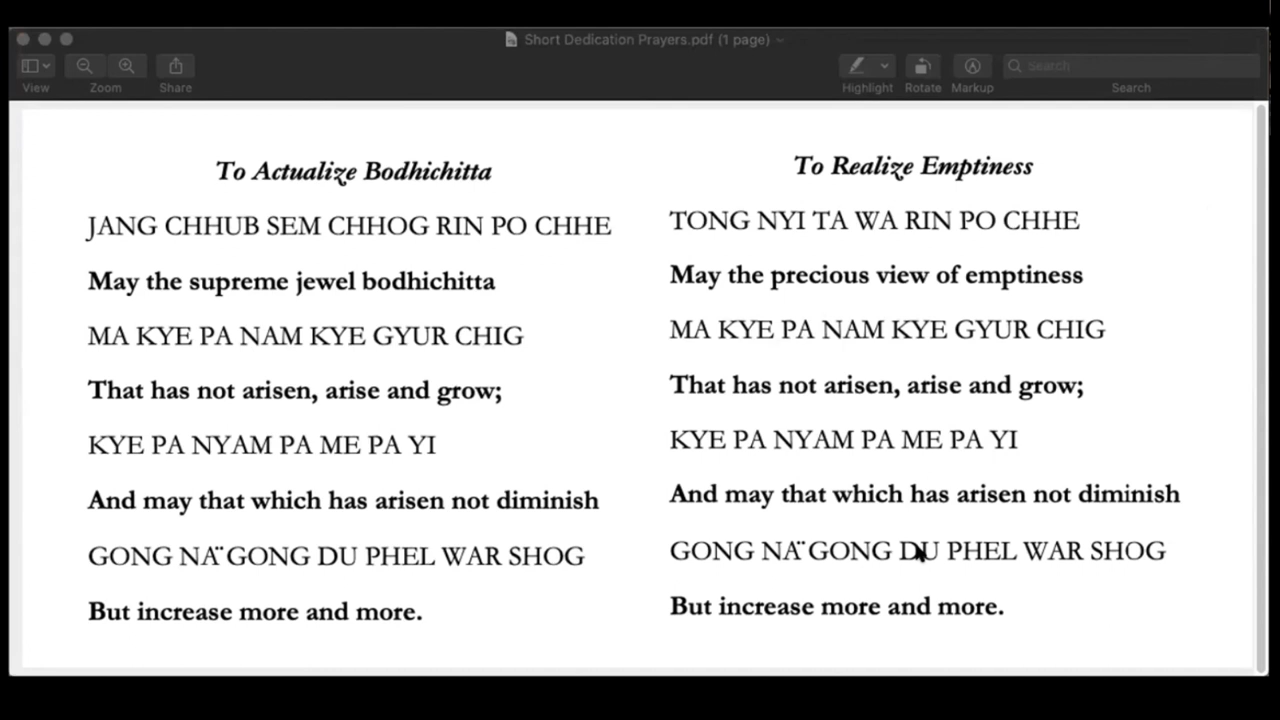 Short Dedication Prayers.pdf (1 page)
View Zoom Share Highlight Rotate Markup Search
Search
To Actualize Bodhichitta
JANG CHHUB SEM CHHOG RIN PO CHHE
May the supreme jewel bodhichitta
MA KYE PA NAM KYE GYUR CHIG
That has not arisen, arise and grow;
KYE PA NYAM PA ME PA YI
And may that which has arisen not diminish
GONG NA¨ GONG DU PHEL WAR SHOG
But increase more and more.
To Realize Emptiness
TONG NYI TA WA RIN PO CHHE
May the precious view of emptiness
MA KYE PA NAM KYE GYUR CHIG
That has not arisen, arise and grow;
KYE PA NYAM PA ME PA YI
And may that which has arisen not diminish
GONG NA¨ GONG DU PHEL WAR SHOG
But increase more and more.